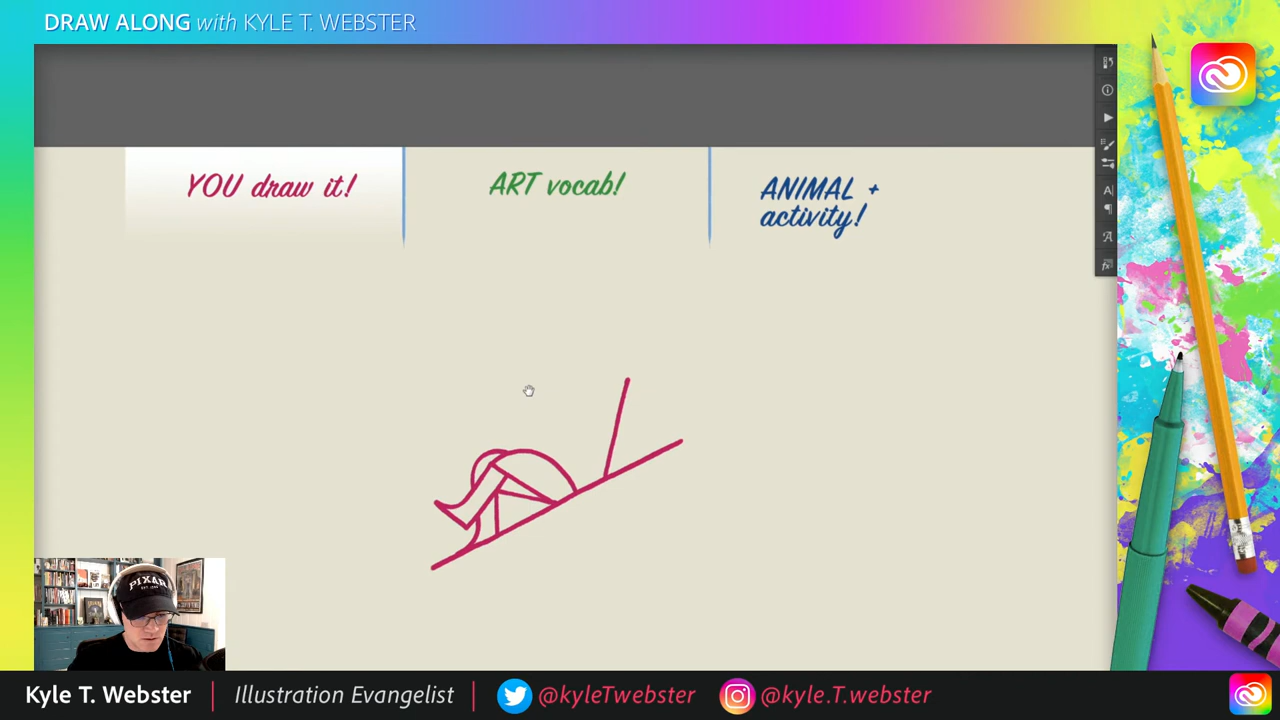 DRAW ALONG with KYLE T. WEBSTER
YOU draw it!
ART vocab!
ANIMAL +
activity!
PIXAR
Kyle T. Webster | Illustration Evangelist | @kyleTwebster @kyle.T.webster